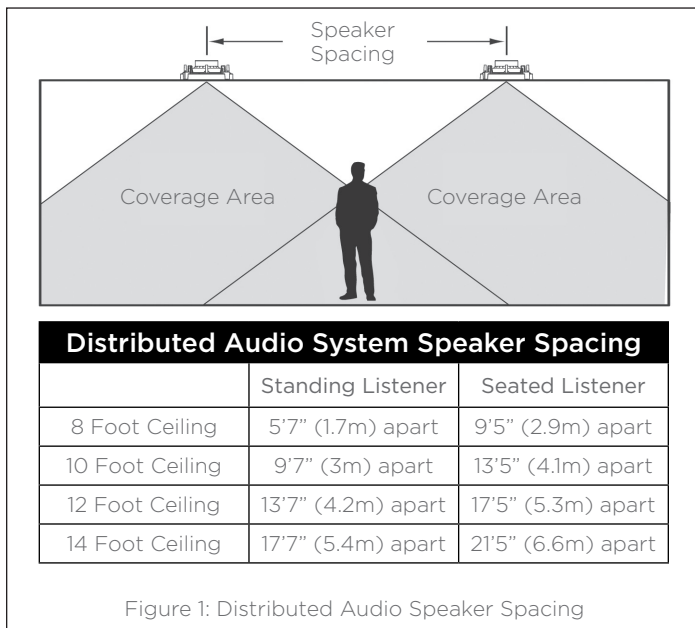 Speaker
Spacing
Coverage Area Coverage Area
Distributed Audio System Speaker Spacing
Standing Listener Seated Listener
8 Foot Ceiling 5’7” (1.7m) apart 9’5” (2.9m) apart
10 Foot Ceiling 9’7” (3m) apart 13’5” (4.1m) apart
12 Foot Ceiling 13’7” (4.2m) apart 17’5” (5.3m) apart
14 Foot Ceiling 17’7” (5.4m) apart 21’5” (6.6m) apart
Figure 1: Distributed Audio Speaker Spacing